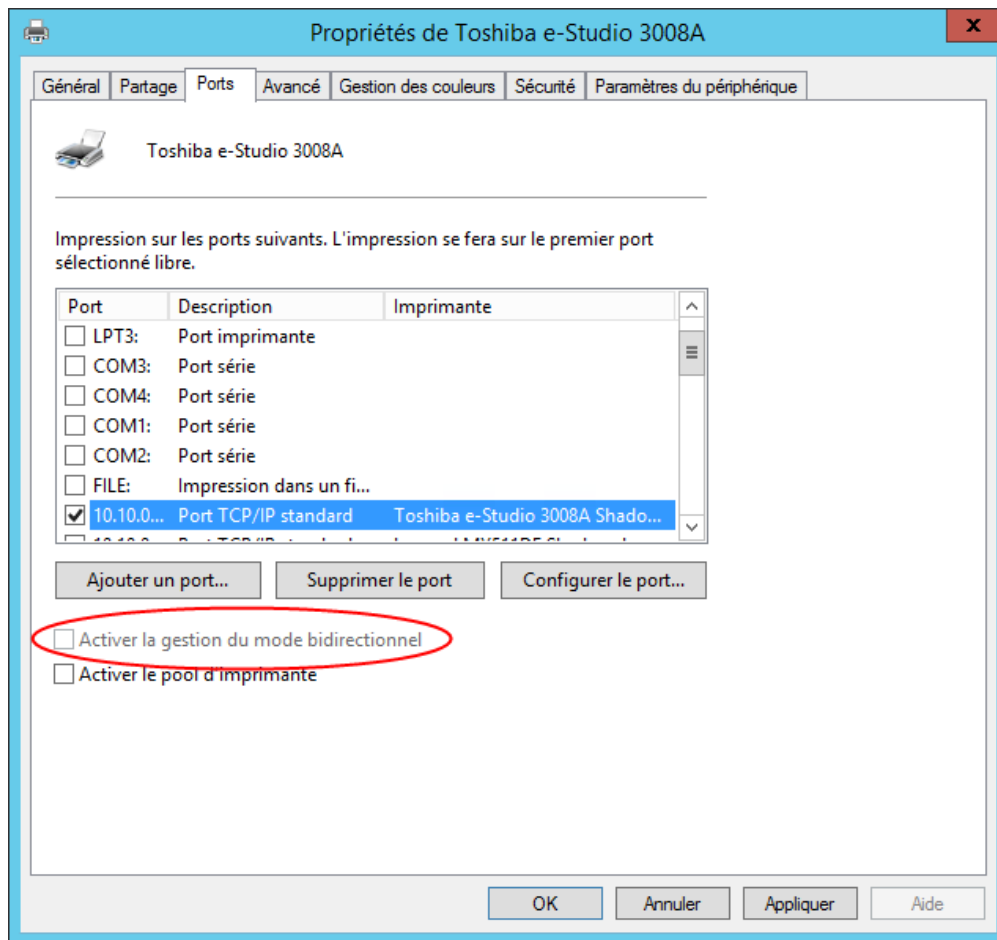 Propriétés de Toshiba e-Studio 3008A
x
Général Partage Ports Avancé Gestion des couleurs Sécurité Paramètres du périphérique
Toshiba e-Studio 3008A
Impression sur les ports suivants. L'impression se fera sur le premier port
sélectionné libre.
Port Description Imprimante
LPT3: Port imprimante
COM3: Port série
COM4: Port série
COM1: Port série
COM2: Port série
FILE: Impression dans un fi...
10.10.0... Port TCP/IP standard Toshiba e-Studio 3008A Shado...
Ajouter un port... Supprimer le port Configurer le port...
Activer la gestion du mode bidirectionnel
Activer le pool d'imprimante
OK Annuler Appliquer Aide